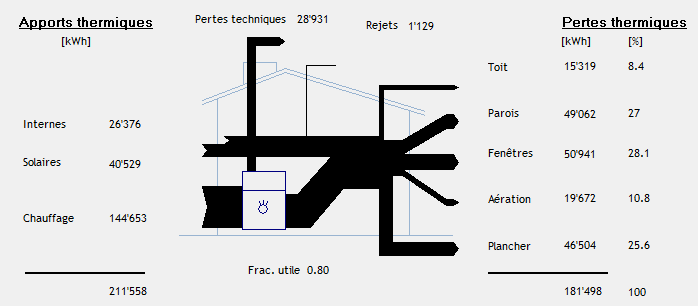 Apports thermiques
[kWh]
Pertes techniques 28'931
Rejets 1'129
Pertes thermiques
[kWh] [%]
Toit 15'319 8.4
Internes 26'376
Parois 49'062 27
Solaires 40'529
Fenêtres 50'941 28.1
Aération 19'672 10.8
Chauffage 144'653
Plancher 46'504 25.6
Frac. utile 0.80
211'558
181'498 100